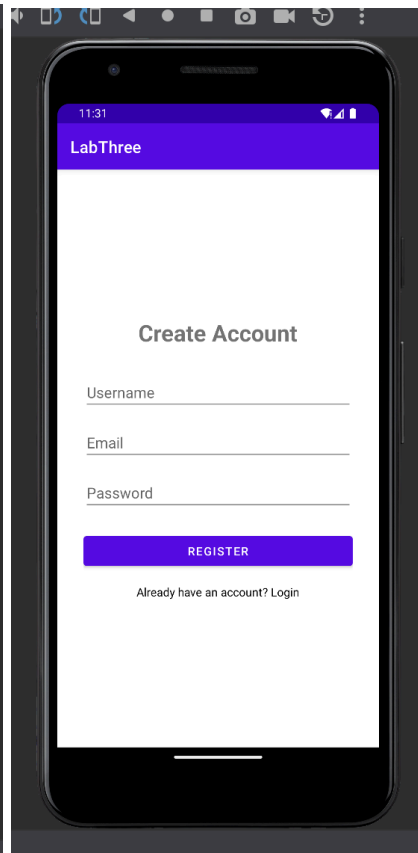 11:31
LabThree
Create Account
Username
Email
Password
REGISTER
Already have an account? Login